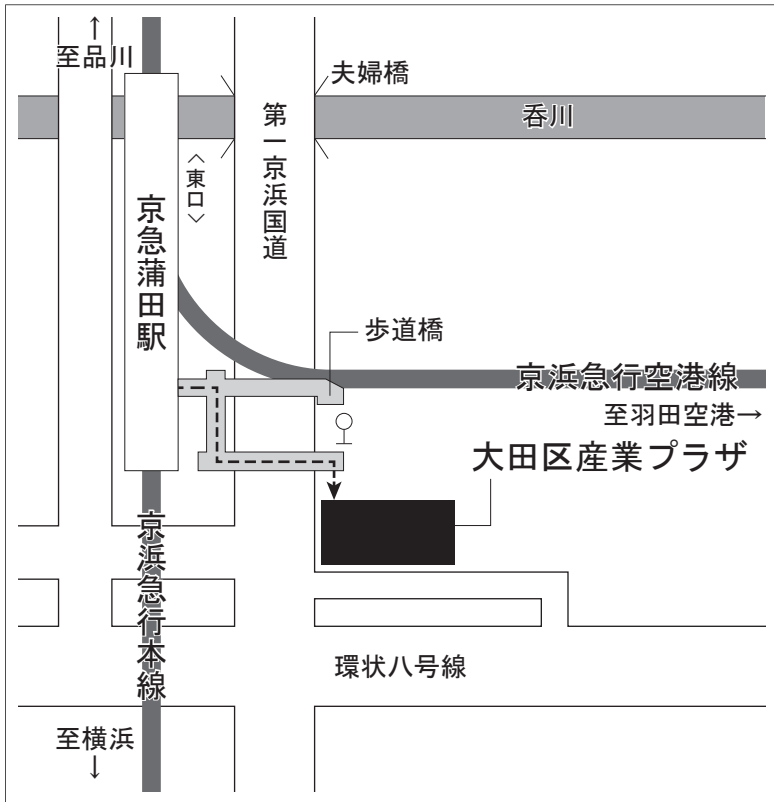 ↑
至品川
夫婦橋
呑川
第一京浜国道
〈東口〉
京急蒲田駅
歩道橋
京浜急行空港線
至羽田空港→
大田区産業プラザ
京浜急行本線
環状八号線
至横浜
↓